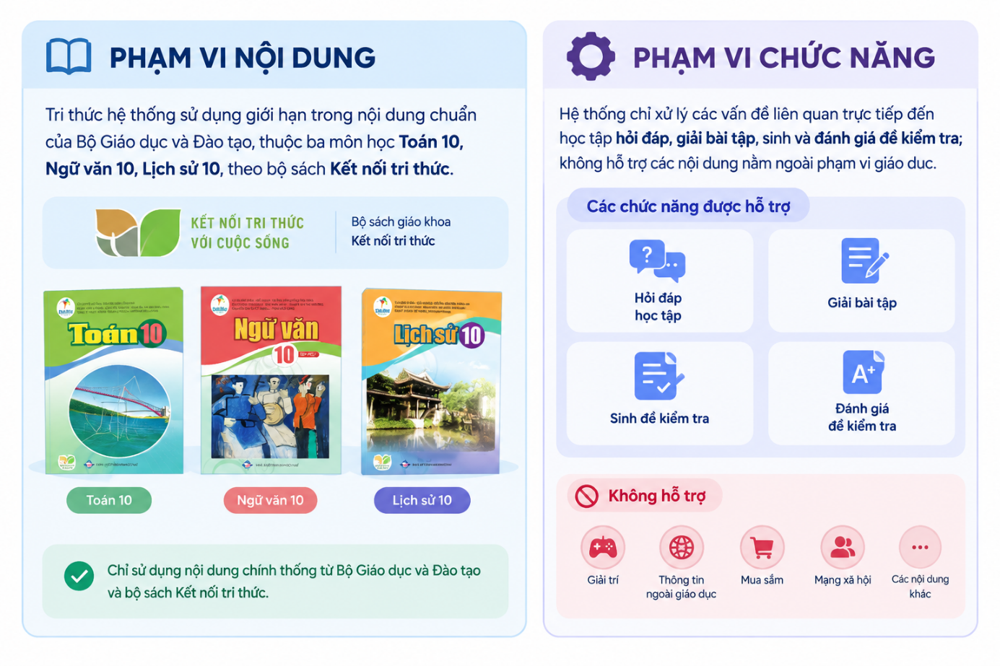 PHẠM VI NỘI DUNG
Tri thức hệ thống sử dụng giới hạn trong nội dung chuẩn
của Bộ Giáo dục và Đào tạo, thuộc ba môn học Toán 10,
Ngữ văn 10, Lịch sử 10, theo bộ sách Kết nối tri thức.
KẾT NỐI TRI THỨC
VỚI CUỘC SỐNG
Bộ sách giáo khoa
Kết nối tri thức
Toán 10
Ngữ văn
10
Lịch sử 10
Toán 10
Ngữ văn 10
Lịch sử 10
Chỉ sử dụng nội dung chính thống từ Bộ Giáo dục và Đào tạo
và bộ sách Kết nối tri thức.
PHẠM VI CHỨC NĂNG
Hệ thống chỉ xử lý các vấn đề liên quan trực tiếp đến
học tập hỏi đáp, giải bài tập, sinh và đánh giá đề kiểm tra;
không hỗ trợ các nội dung nằm ngoài phạm vi giáo duc.
Các chức năng được hỗ trợ
?
Hỏi đáp
học tập
Giải bài tập
Sinh đề kiểm tra
A+
Đánh giá
đề kiểm tra
Không hỗ trợ
Giải trí
Thông tin
ngoài giáo dục
Mua sắm
Mạng xã hội
Các nội dung
khác